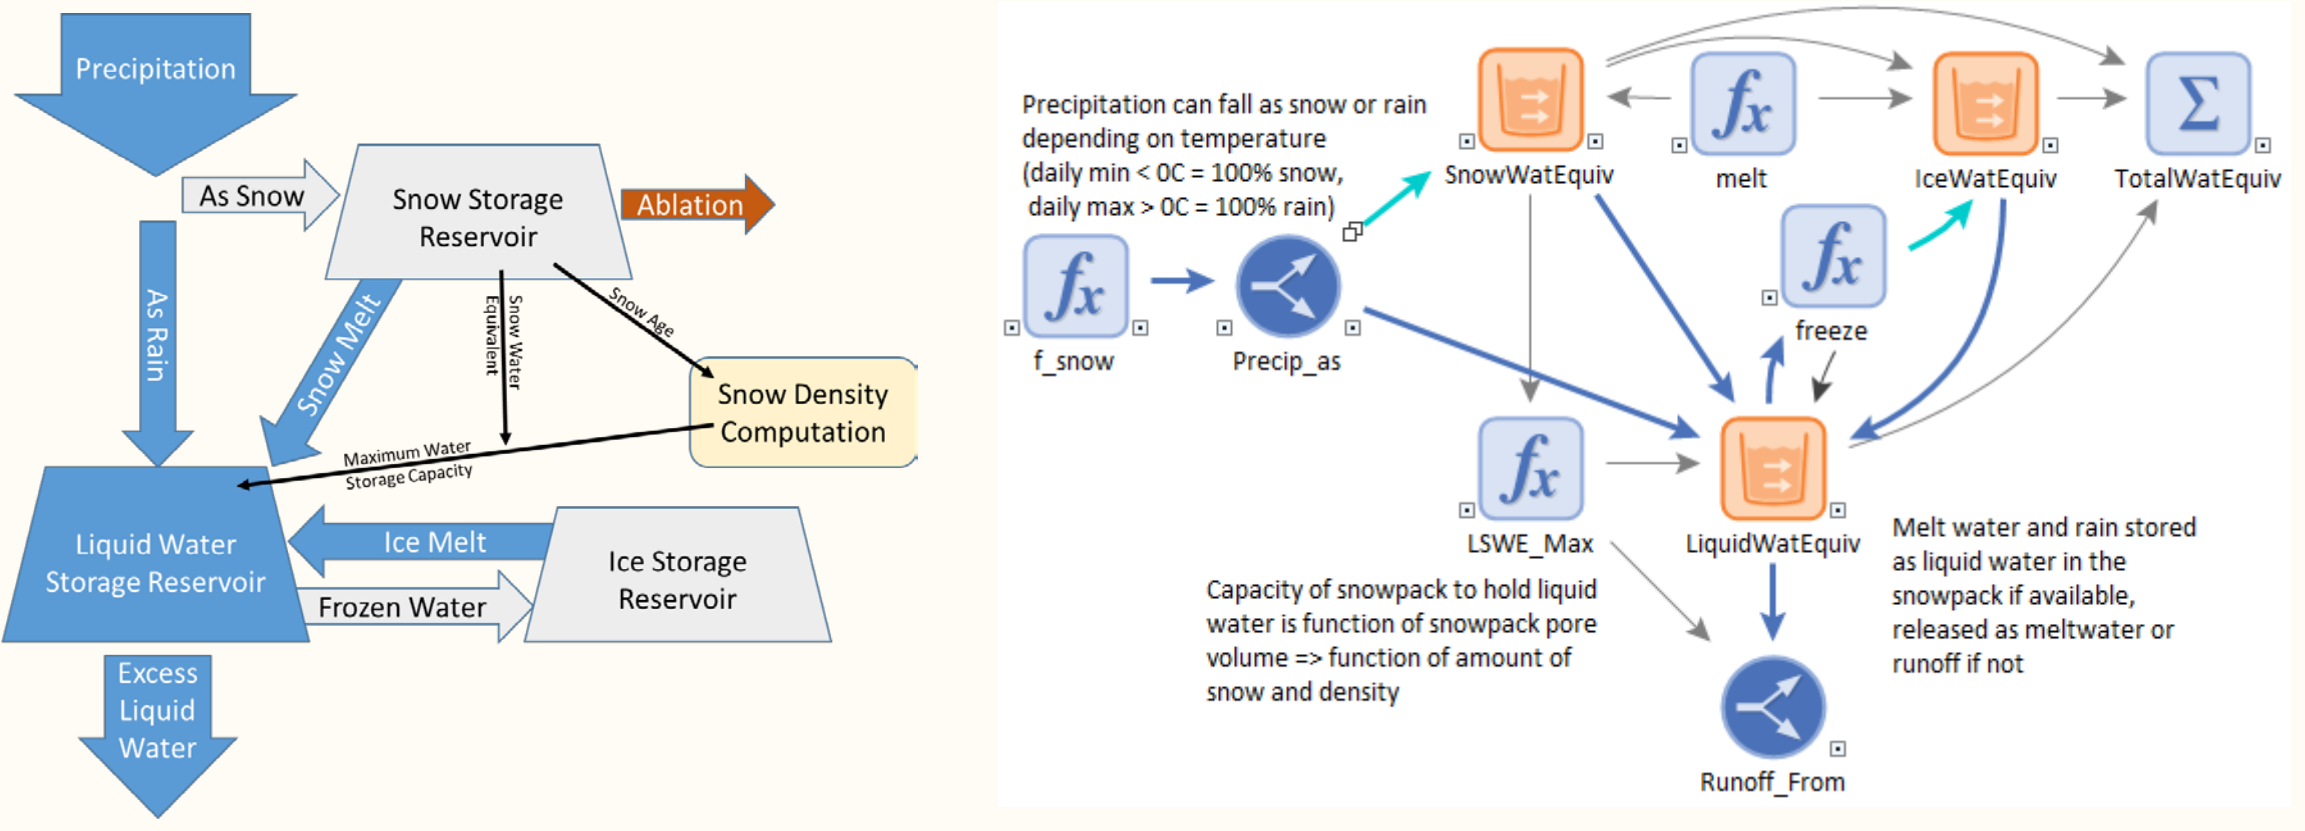 Precipitation
As Snow
Snow Storage
Reservoir
Ablation
As Rain
Snow Melt
Snow Water
Equivalent
Snow Age
Snow Density
Computation
Maximum Water
Storage Capacity
Liquid Water
Storage Reservoir
Ice Melt
Frozen Water
Ice Storage
Reservoir
Excess
Liquid
Water
Precipitation can fall as snow or rain
depending on temperature
(daily min < 0C = 100% snow,
daily max > 0C = 100% rain)
fx
f_snow
Precip_as
SnowWatEquiv
fx
melt
IceWatEquiv
Σ
TotalWatEquiv
fx
freeze
fx
LSWE_Max
LiquidWatEquiv
Capacity of snowpack to hold liquid
water is function of snowpack pore
volume => function of amount of
snow and density
Melt water and rain stored
as liquid water in the
snowpack if available,
released as meltwater or
runoff if not
Runoff_From